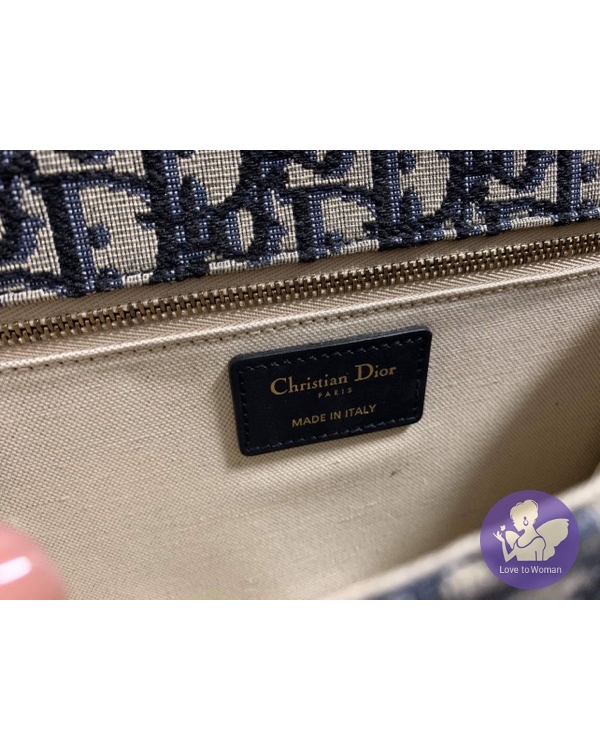 Christian Dior
PARIS
MADE IN ITALY
Love to Woman